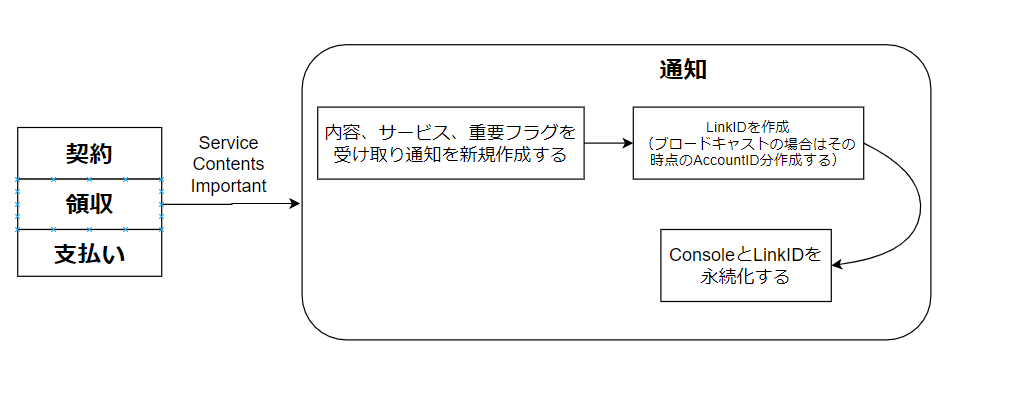 通知
契約
領収
支払い
Service
Contents
Important
内容、サービス、重要フラグを
受け取り通知を新規作成する
LinkIDを作成
（ブロードキャストの場合はその
時点のAccountID分作成する）
ConsoleとLinkIDを
永続化する